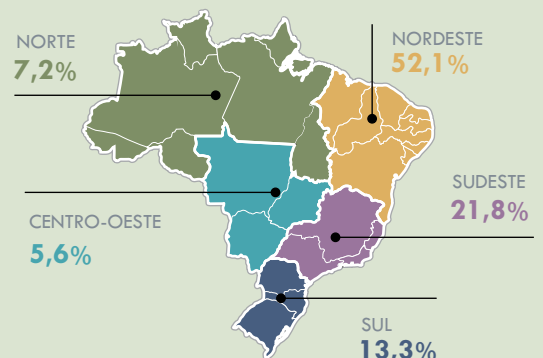 NORTE
7,2%
NORDESTE
52,1%
SUDESTE
21,8%
CENTRO-OESTE
5,6%
SUL
13,3%